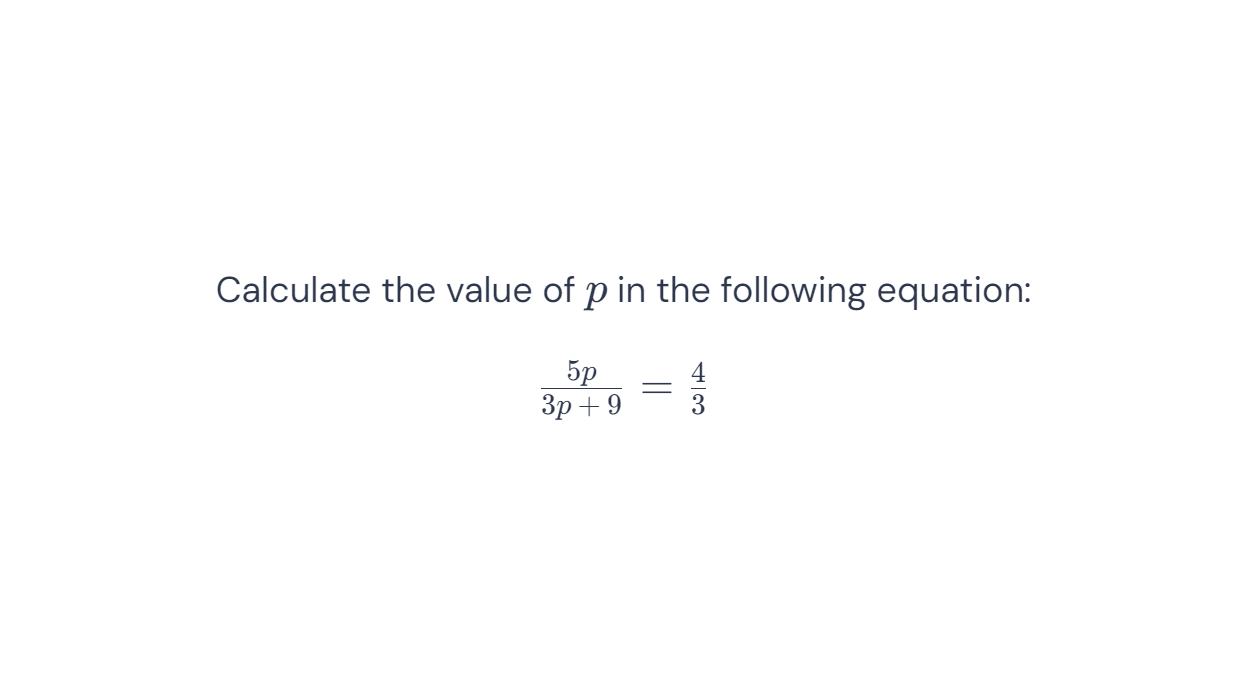 Calculate the value of p in the following equation:
5p/(3p + 9) = 4/3